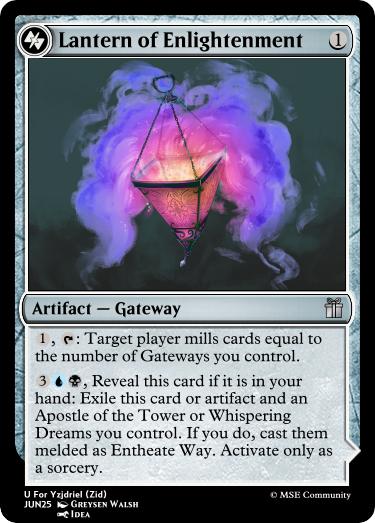 Lantern of Enlightenment 1
Artifact — Gateway
1, : Target player mills cards equal to
the number of Gateways you control.
3, Reveal this card if it is in your
hand: Exile this card or artifact and an
Apostle of the Tower or Whispering
Dreams you control. If you do, cast them
melded as Entheate Way. Activate only as
a sorcery.
U For Yzjdriel (Zid)
JUN25 Greysen Walsh
Idea
© MSE Community